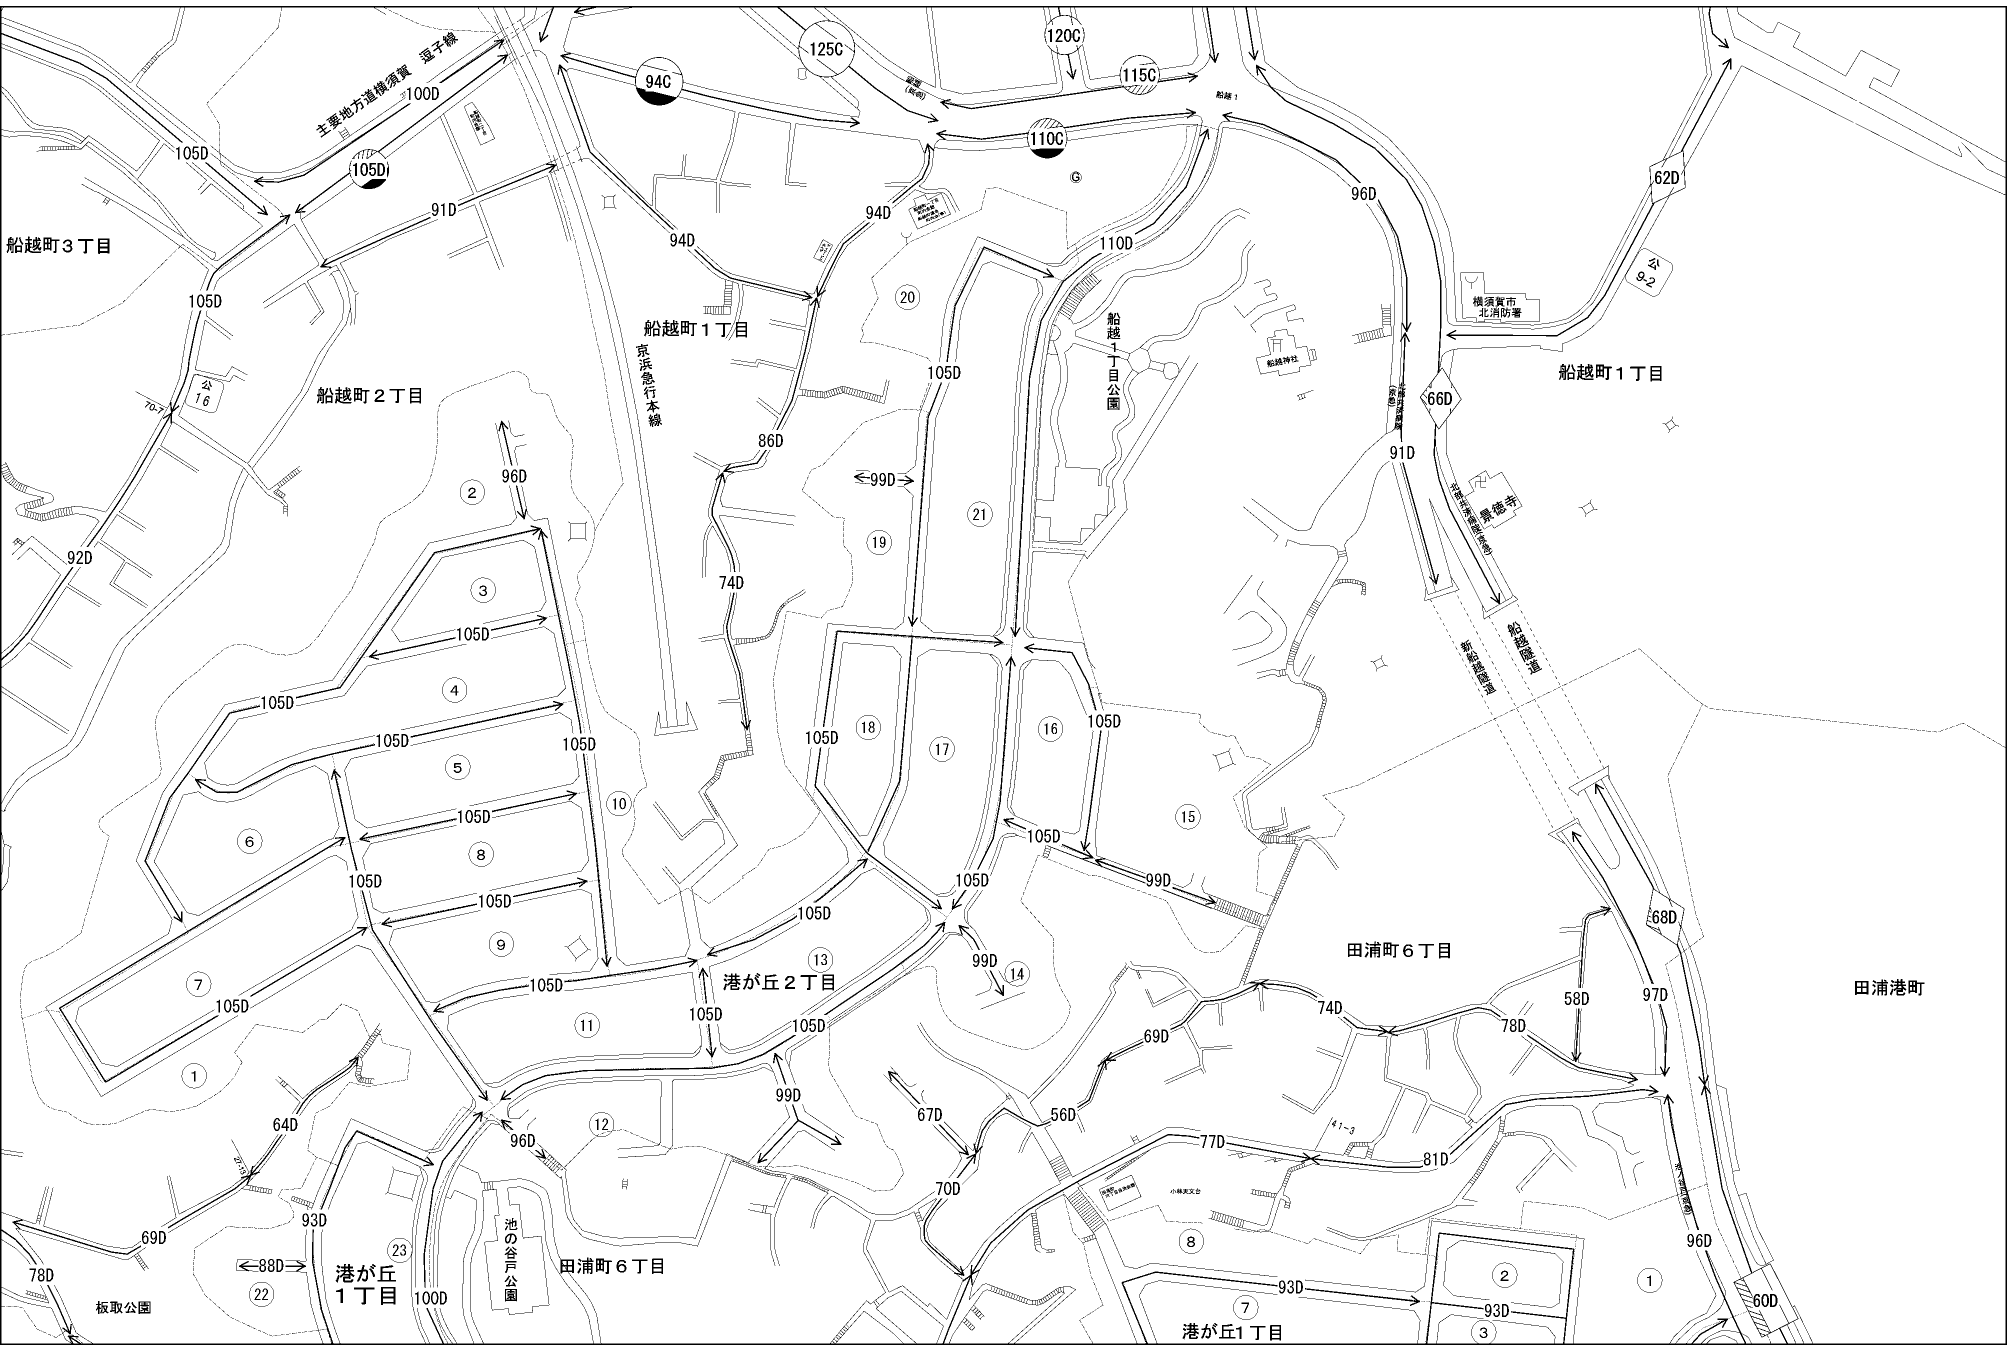 125C
120C
主要地方道横須賀 逗子線
94C
115C
船越1
100D
105D
105D
110C
62D
96D
91D
94D
94D
110D
船越町3丁目
公
9-2
105D
20
横須賀市
北消防署
船越町1丁目
京浜急行本線
船越1丁目公園
船越神社
105D
船越町1丁目
公
16
70-7
船越町2丁目
66D
86D
91D
96D
99D
2
景徳寺
21
19
92D
74D
3
105D
船越隧道
新船越隧道
4
105D
105D
105D
105D
105D
18
17
16
5
10
15
105D
6
8
105D
105D
99D
105D
105D
105D
9
68D
田浦町6丁目
99D
13
14
港が丘2丁目
7
105D
105D
田浦港町
58D
97D
74D
105D
105D
11
78D
69D
1
99D
67D
56D
64D
12
96D
41-3
77D
81D
27-13
70D
小林天文台
93D
池の谷戸公園
69D
23
8
96D
88D
田浦町6丁目
78D
港が丘
1丁目
22
板取公園
100D
2
1
93D
7
93D
60D
港が丘1丁目
3